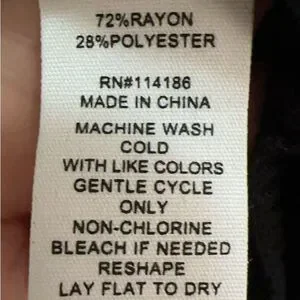 72%RAYON
28%POLYESTER
RN#114186
MADE IN CHINA
MACHINE WASH
COLD
WITH LIKE COLORS
GENTLE CYCLE
ONLY
NON-CHLORINE
BLEACH IF NEEDED
RESHAPE
LAY FLAT TO DRY